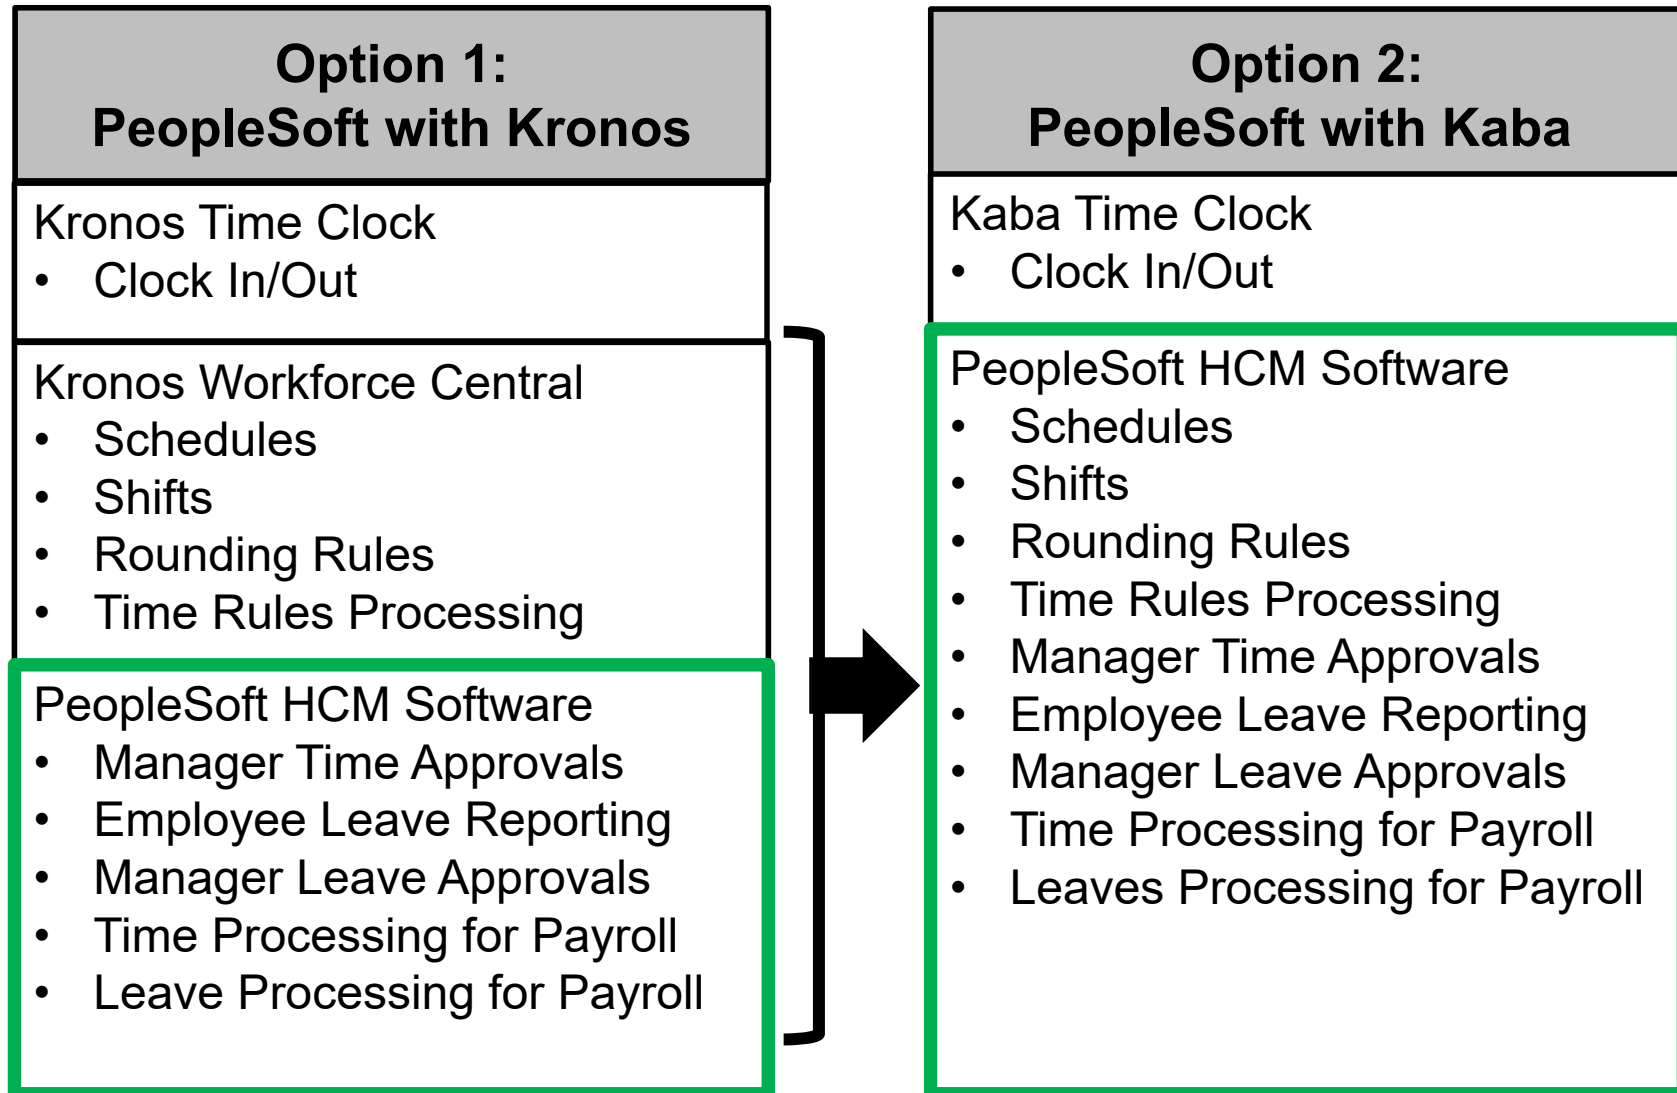 Option 1:
PeopleSoft with Kronos
Kronos Time Clock
• Clock In/Out
Kronos Workforce Central
• Schedules
• Shifts
• Rounding Rules
• Time Rules Processing
PeopleSoft HCM Software
• Manager Time Approvals
• Employee Leave Reporting
• Manager Leave Approvals
• Time Processing for Payroll
• Leave Processing for Payroll
Option 2:
PeopleSoft with Kaba
Kaba Time Clock
• Clock In/Out
PeopleSoft HCM Software
• Schedules
• Shifts
• Rounding Rules
• Time Rules Processing
• Manager Time Approvals
• Employee Leave Reporting
• Manager Leave Approvals
• Time Processing for Payroll
• Leaves Processing for Payroll